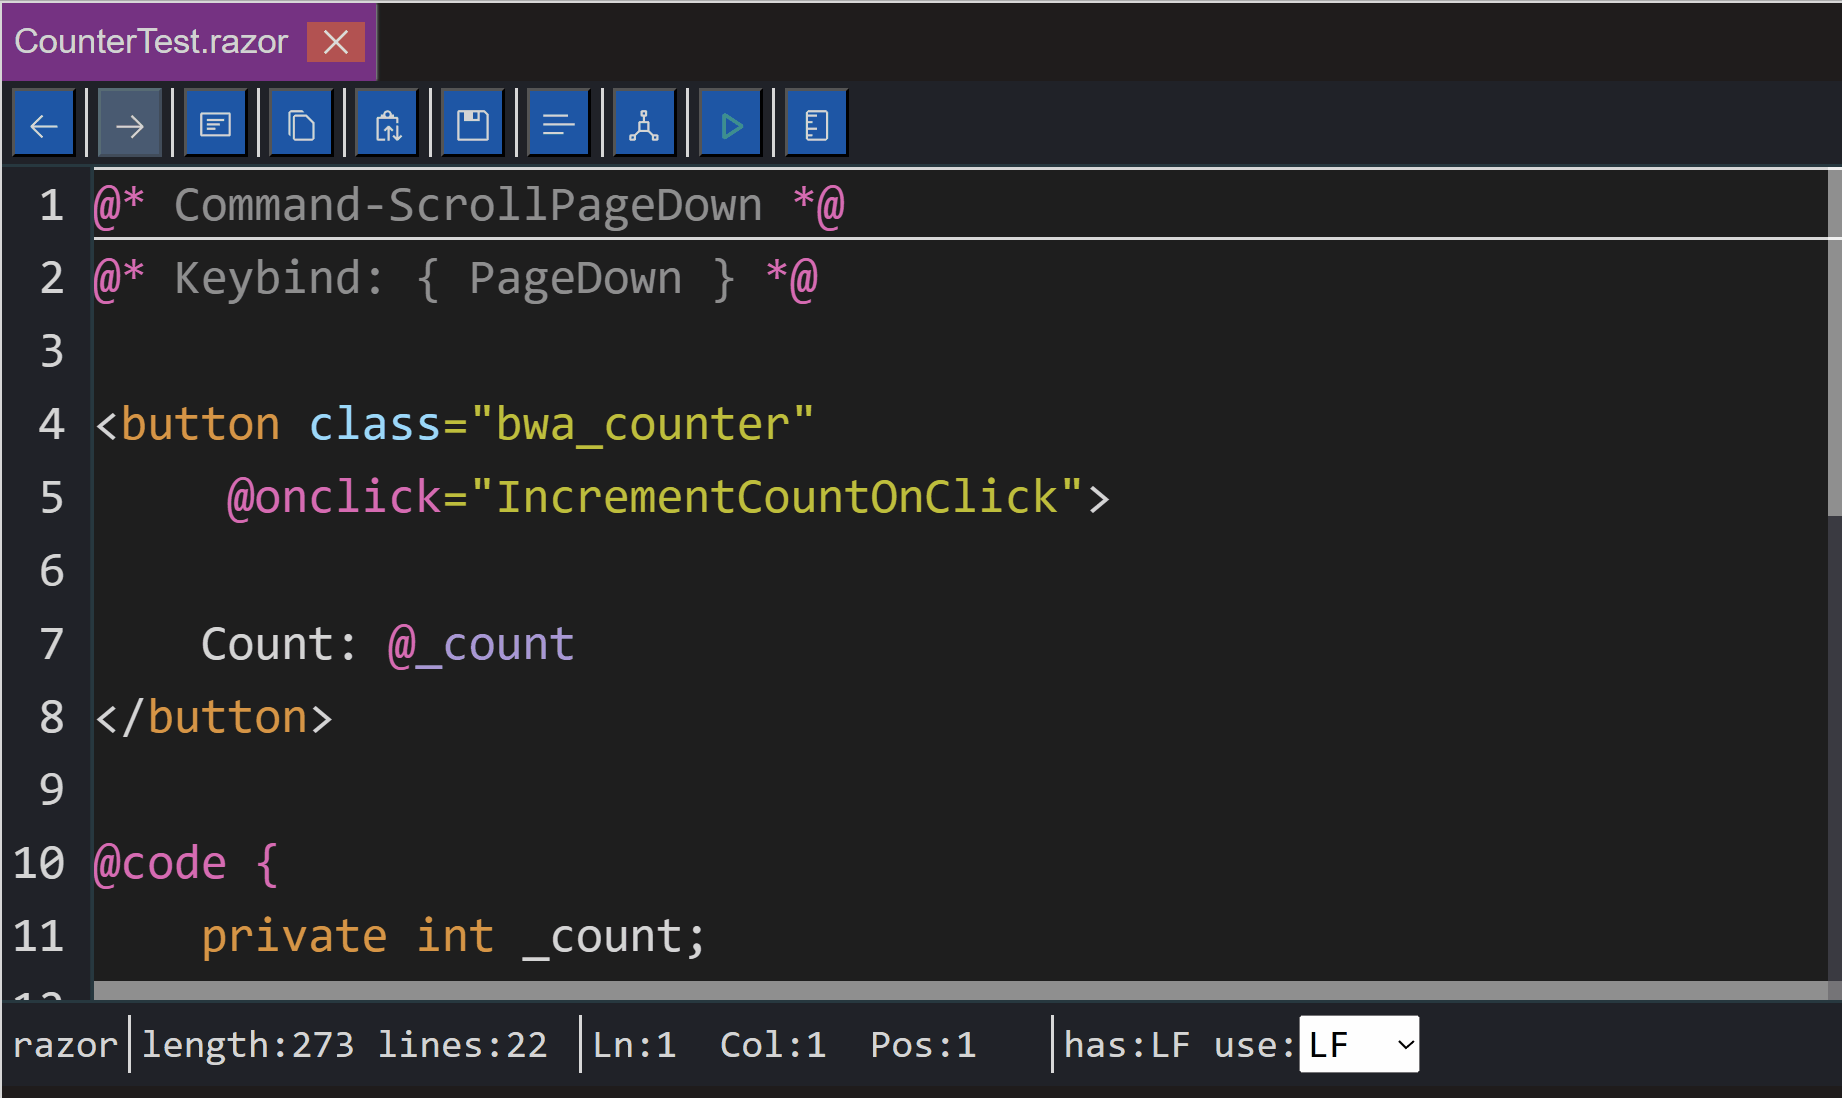 CounterTest.razor
1 @* Command-ScrollPageDown *@
2 @* Keybind: { PageDown } *@
3
4 <button class="bwa_counter"
5      @onclick="IncrementCountOnClick">
6
7     Count: @_count
8 </button>
9
10 @code {
11     private int _count;
12
razor length:273 lines:22 Ln:1 Col:1 Pos:1 has:LF use: LF